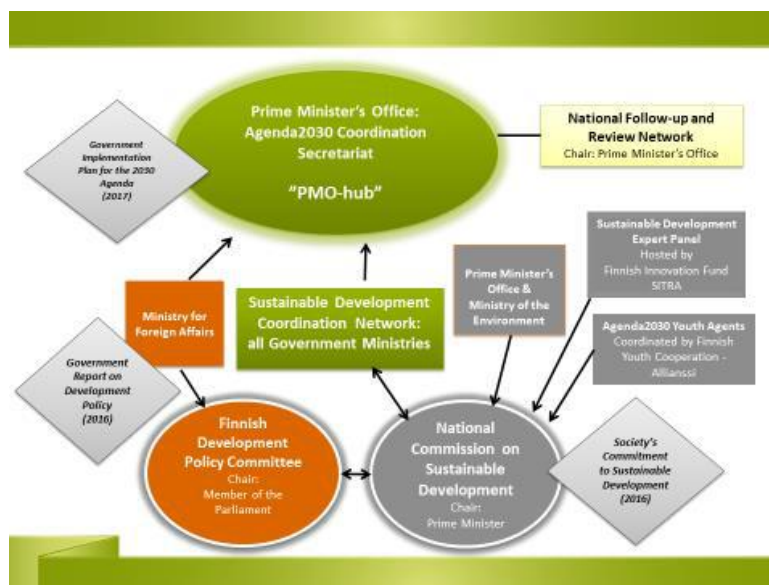 Prime Minister's Office:
Agenda2030 Coordination
Secretariat
"PMO-hub"
National Follow-up and
Review Network
Chair: Prime Minister's Office
Government
Implementation
Plan for the 2030
Agenda
(2017)
Sustainable Development
Expert Panel
Hosted by
Finnish Innovation Fund
SITRA
Prime Minister's
Office &
Ministry of the
Environment
Ministry for
Foreign Affairs
Sustainable Development
Coordination Network:
all Government Ministries
Agenda2030 Youth Agents
Coordinated by Finnish
Youth Cooperation -
Allianssi
Government
Report on
Development
Policy
(2016)
Finnish
Development
Policy Committee
Chair:
Member of the
Parliament
National
Commission on
Sustainable
Development
Chair:
Prime Minister
Society's
Commitment
to Sustainable
Development
(2016)